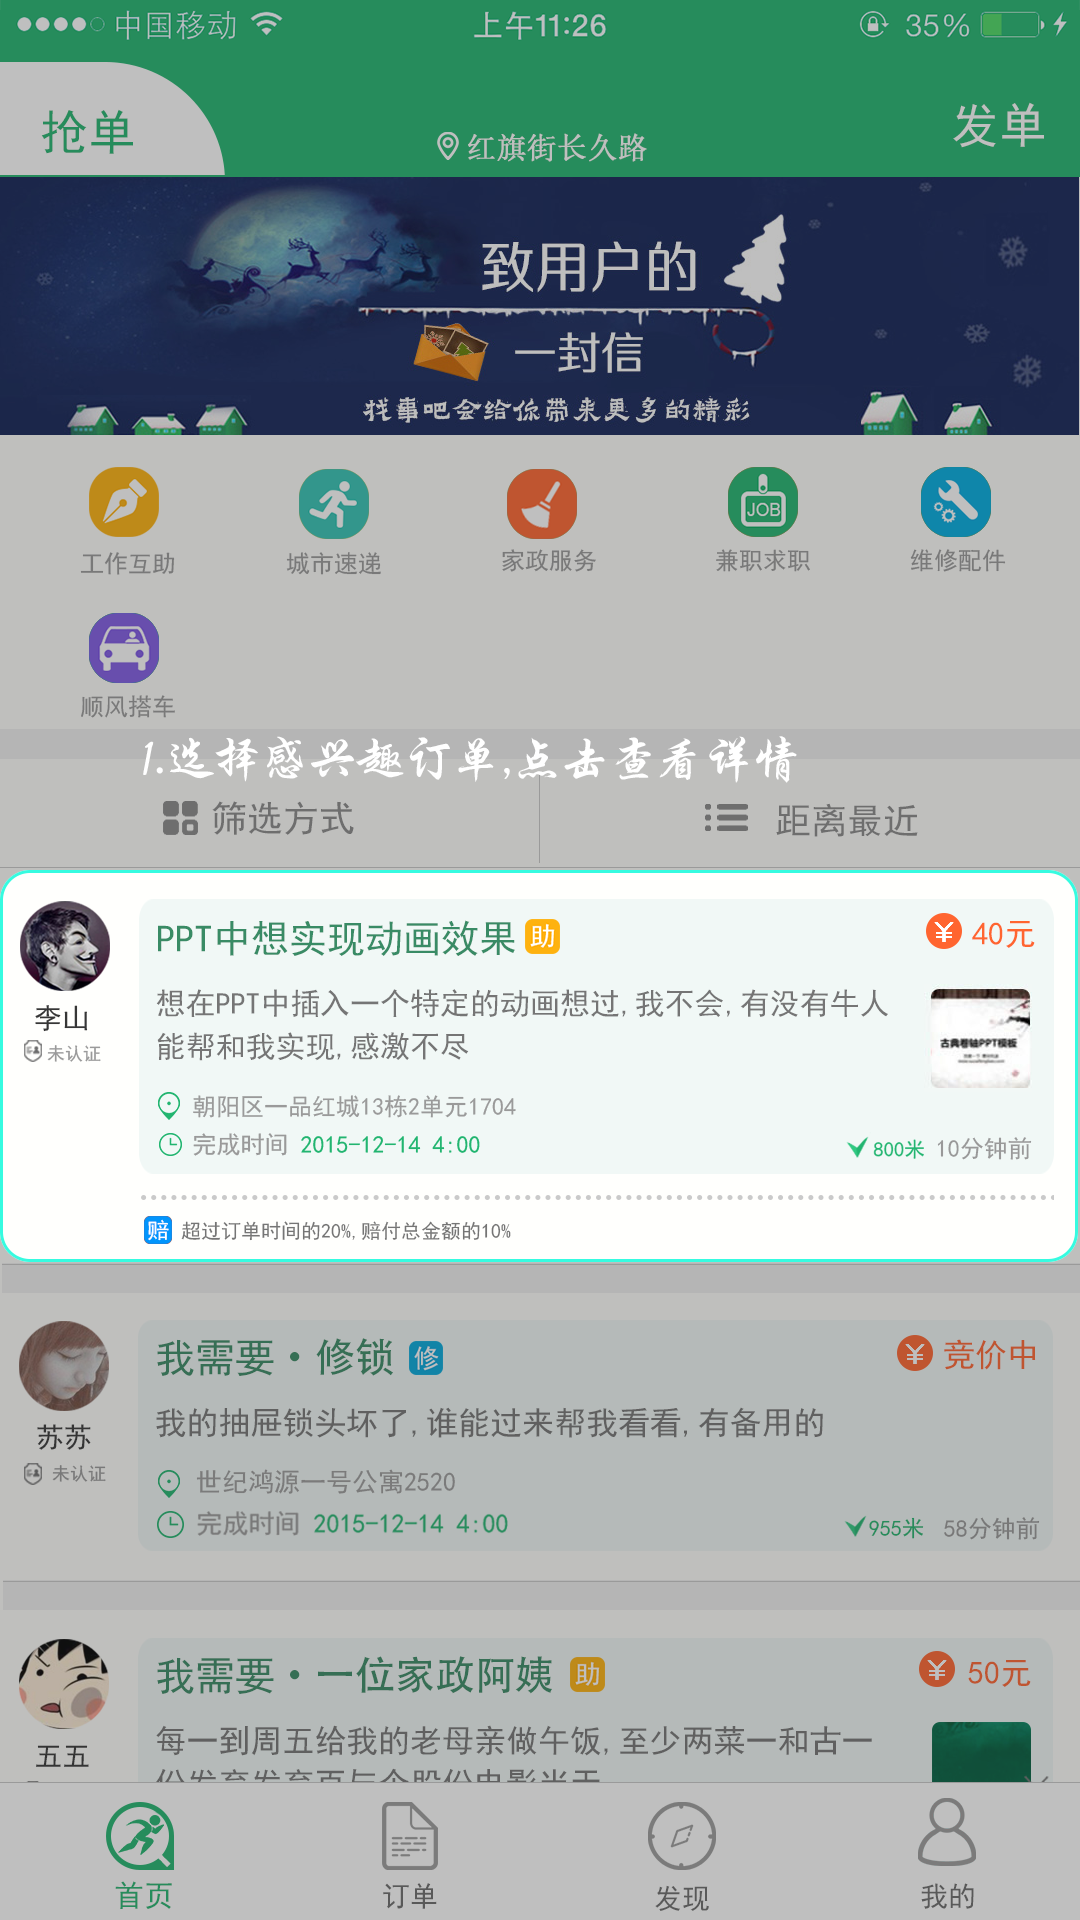 中国移动
上午11:26
35%
抢单
红旗街长久路
发单
致用户的
一封信
找事吧会给你带来更多的精彩
JOB
工作互助
城市速递
家政服务
兼职求职
维修配件
顺风搭车
1.选择感兴趣订单,点击查看详情
筛选方式
距离最近
PPT中想实现动画效果 助
¥ 40元
李山
未认证
想在PPT中插入一个特定的动画想过,我不会,有没有牛人
能帮和我实现,感激不尽
古典卷轴PPT模板
朝阳区一品红城13栋2单元1704
完成时间 2015-12-14 4:00
800米 10分钟前
赔 超过订单时间的20%,赔付总金额的10%
我需要·修锁 修
¥ 竞价中
苏苏
未认证
我的抽屉锁头坏了,谁能过来帮我看看,有备用的
世纪鸿源一号公寓2520
完成时间 2015-12-14 4:00
955米 58分钟前
我需要·一位家政阿姨 助
¥ 50元
五五
每一到周五给我的老母亲做午饭,至少两菜一和古一
首页
订单
发现
我的